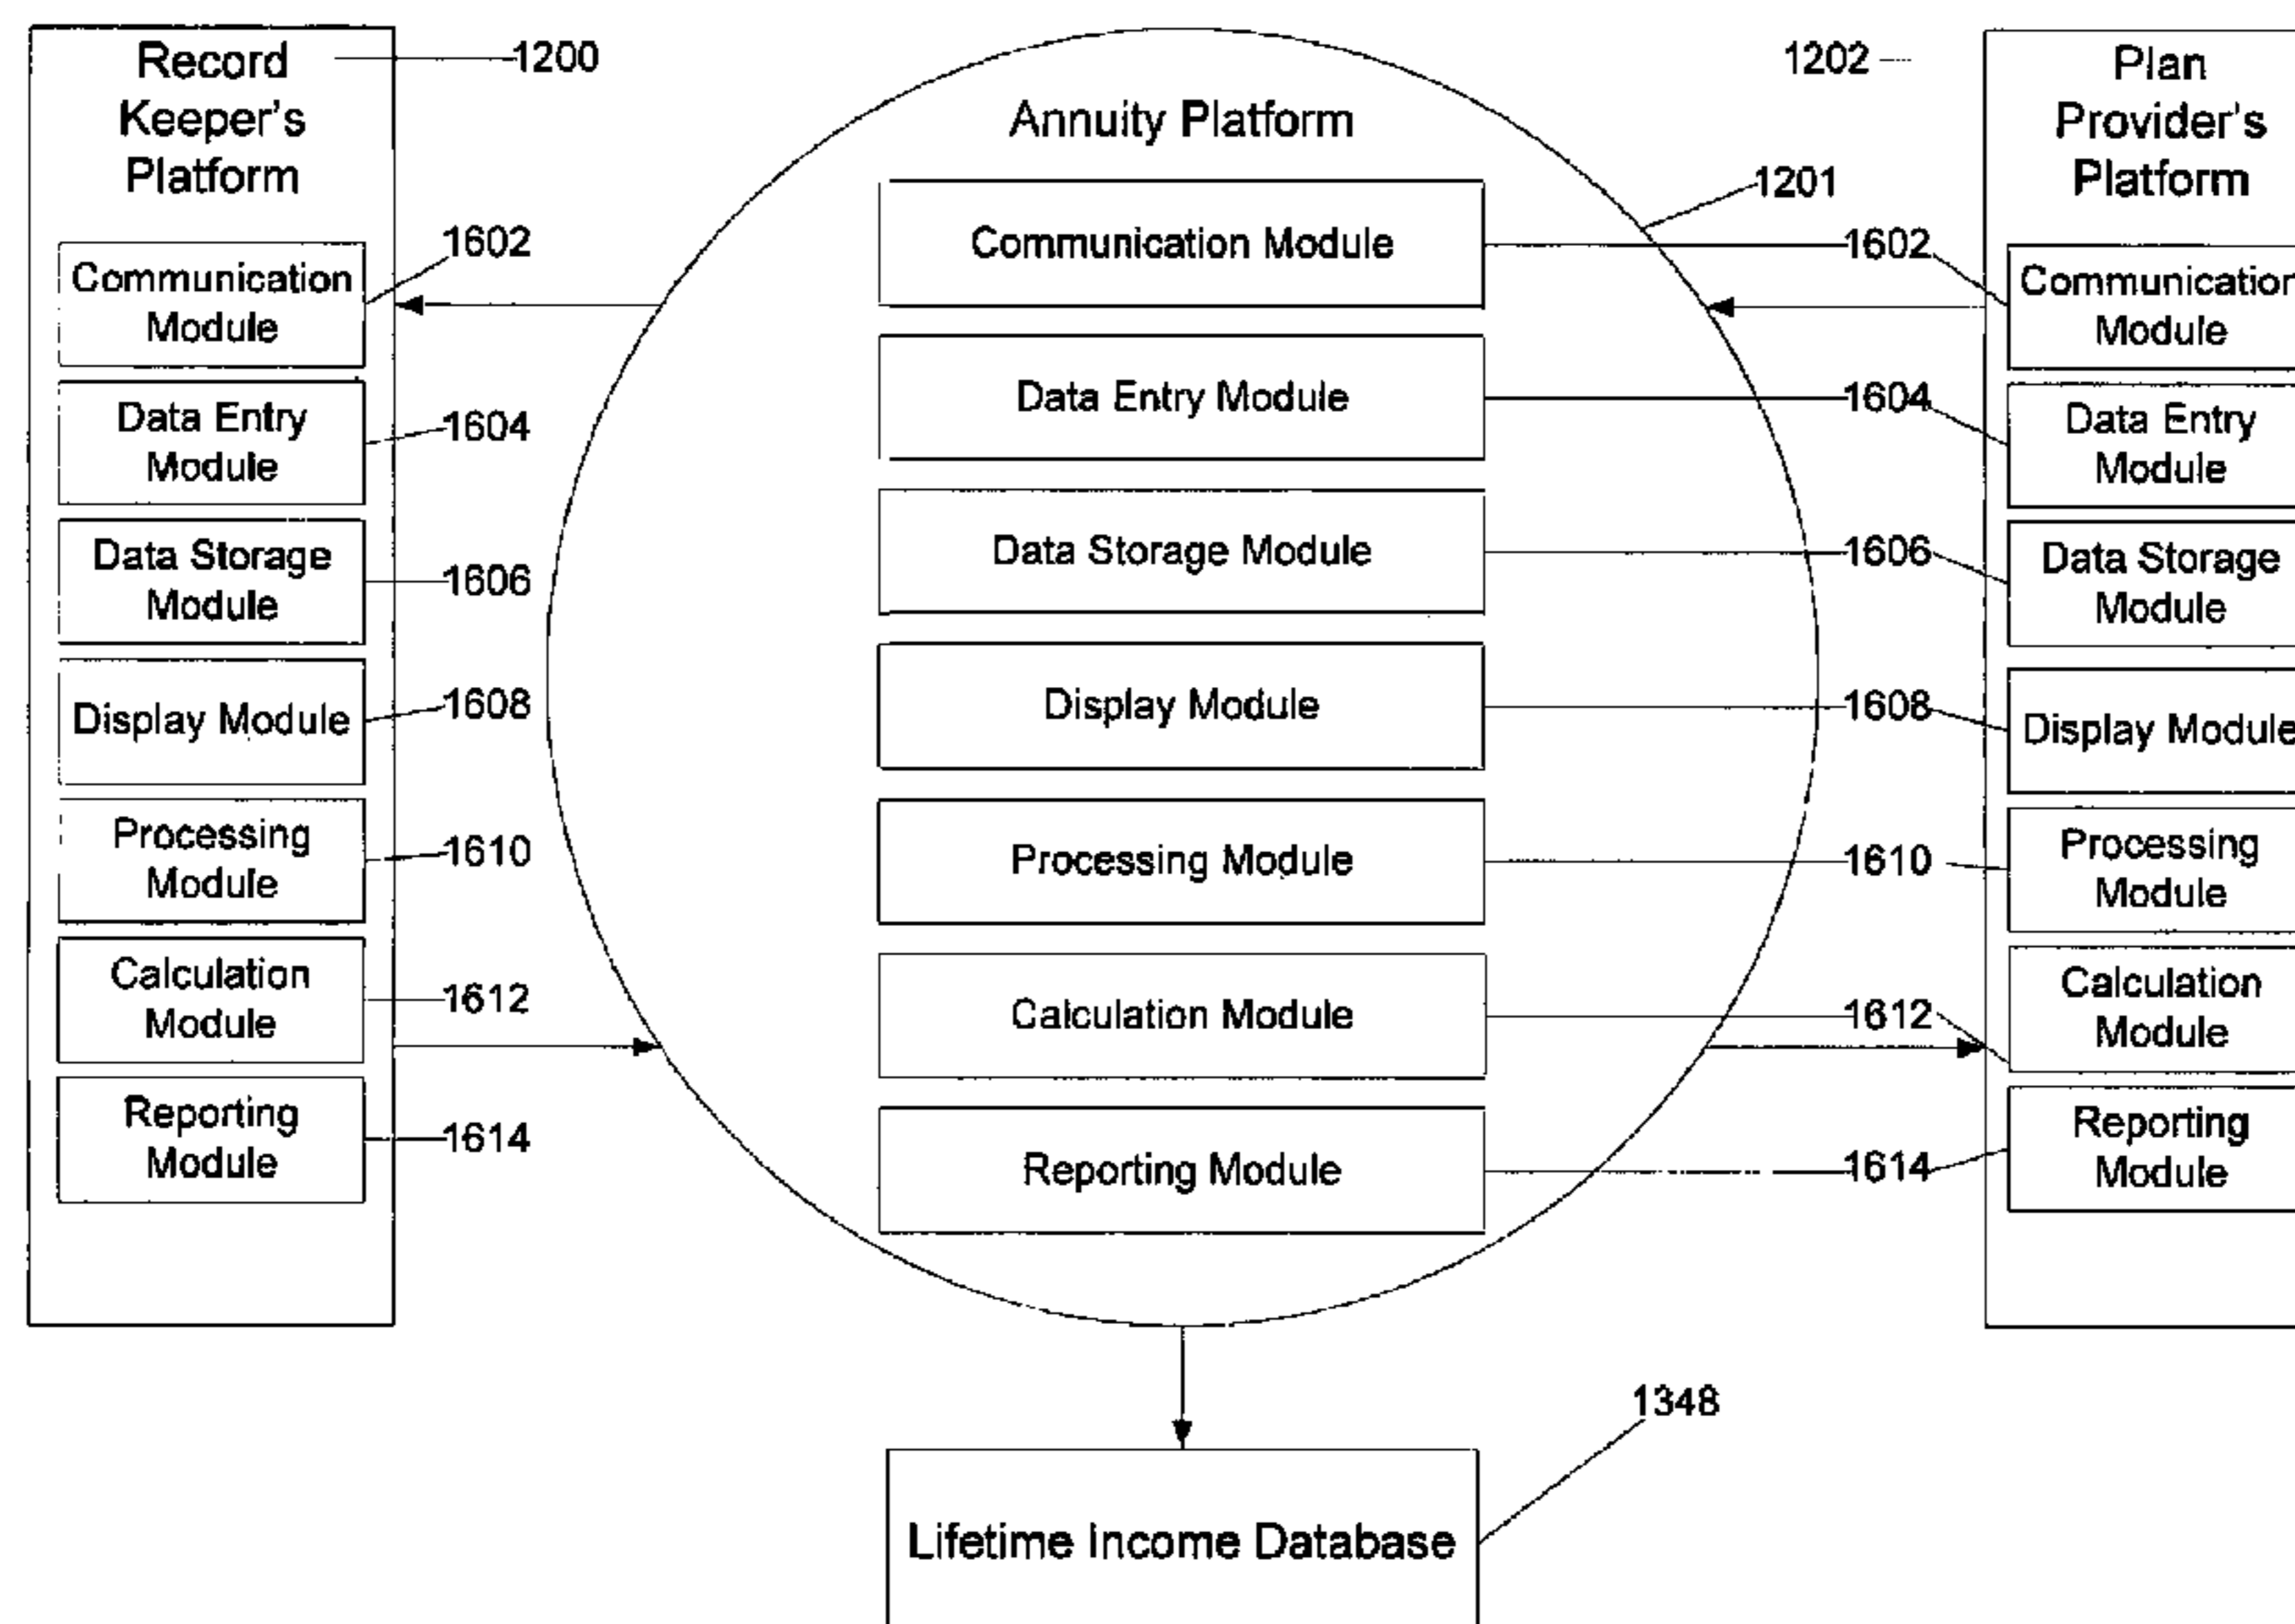 Record
Keeper's
Platform
1200
Communication
Module
1602
Data Entry
Module
1604
Data Storage
Module
1606
Display Module
1608
Processing
Module
1610
Calculation
Module
1612
Reporting
Module
1614
Annuity Platform
1201
Communication Module
1602
Data Entry Module
1604
Data Storage Module
1606
Display Module
1608
Processing Module
1610
Calculation Module
1612
Reporting Module
1614
1202
Plan
Provider's
Platform
Communication
Module
Data Entry
Module
Data Storage
Module
Display Module
Processing
Module
Calculation
Module
Reporting
Module
1348
Lifetime Income Database